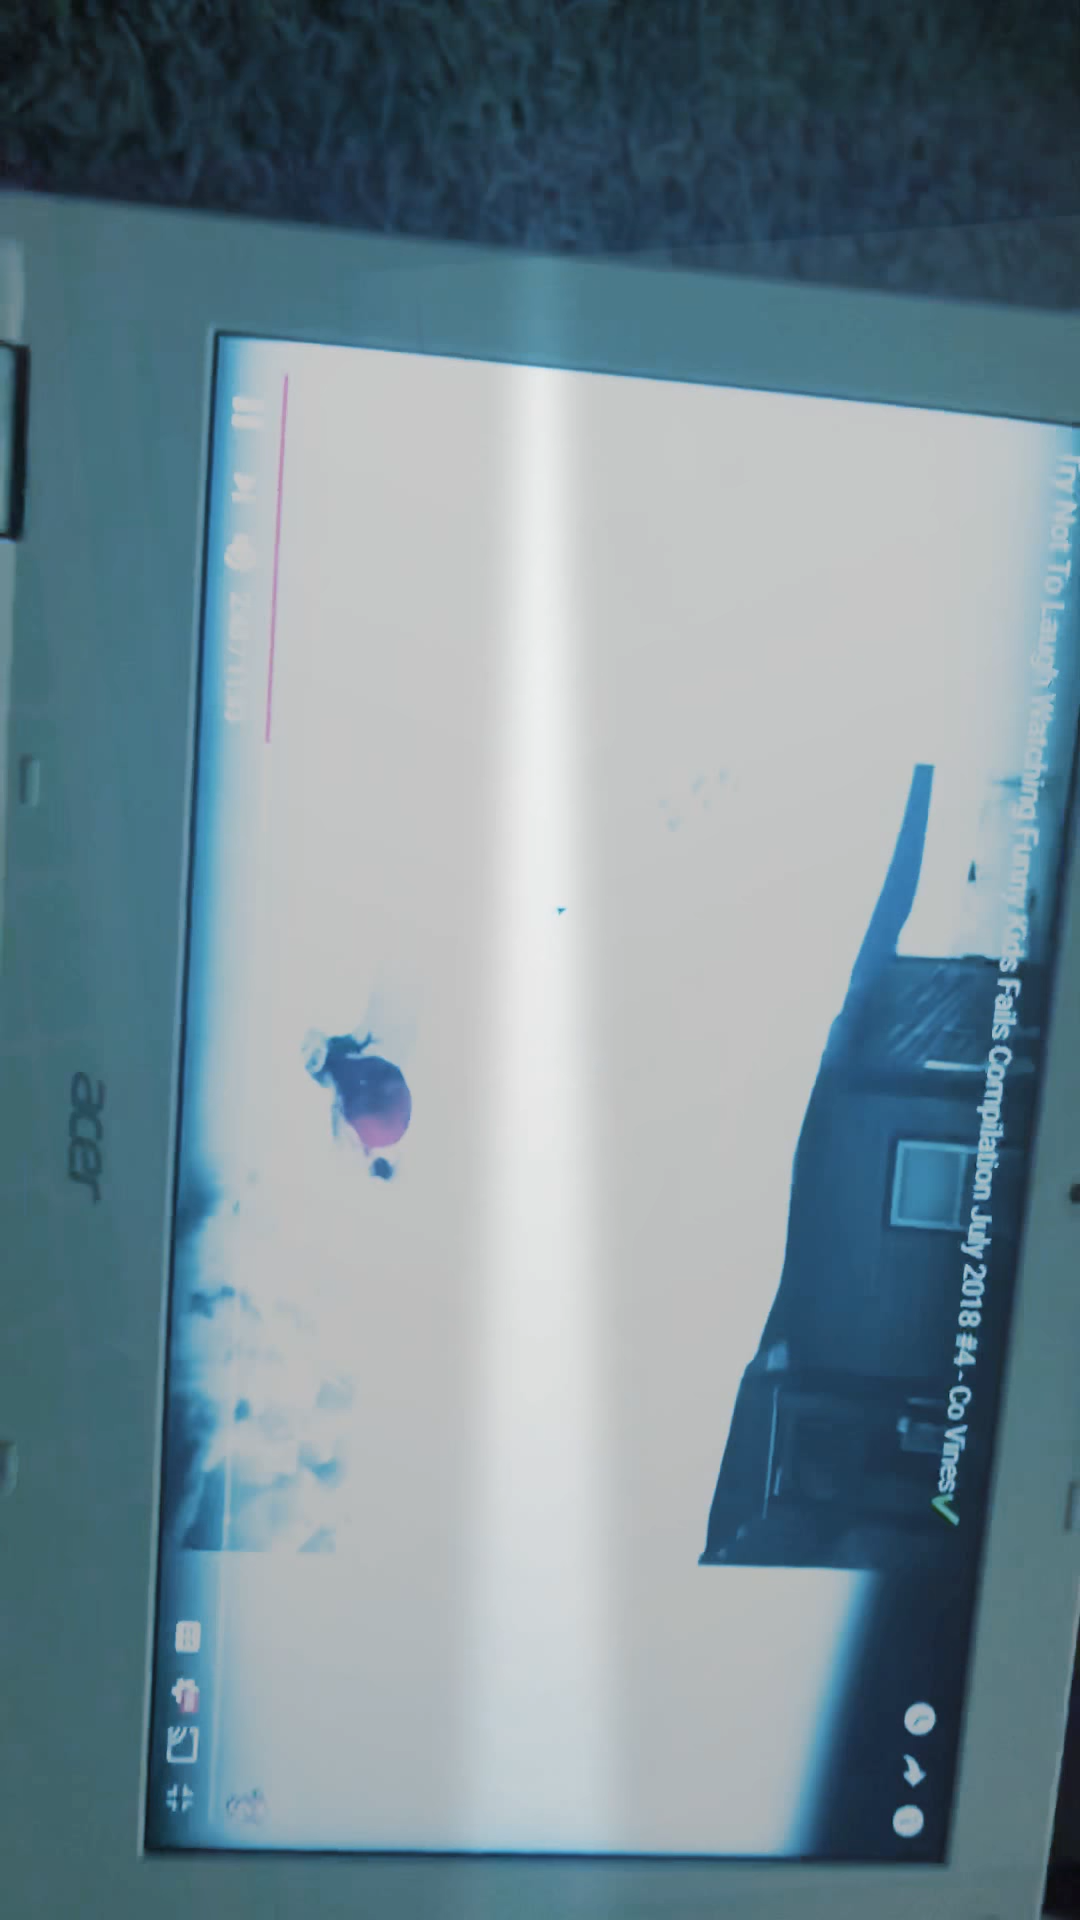 Try Not To Laugh Watching Funny Kids Fails Compilation July 2018 #4 - Co Vines✔
acer